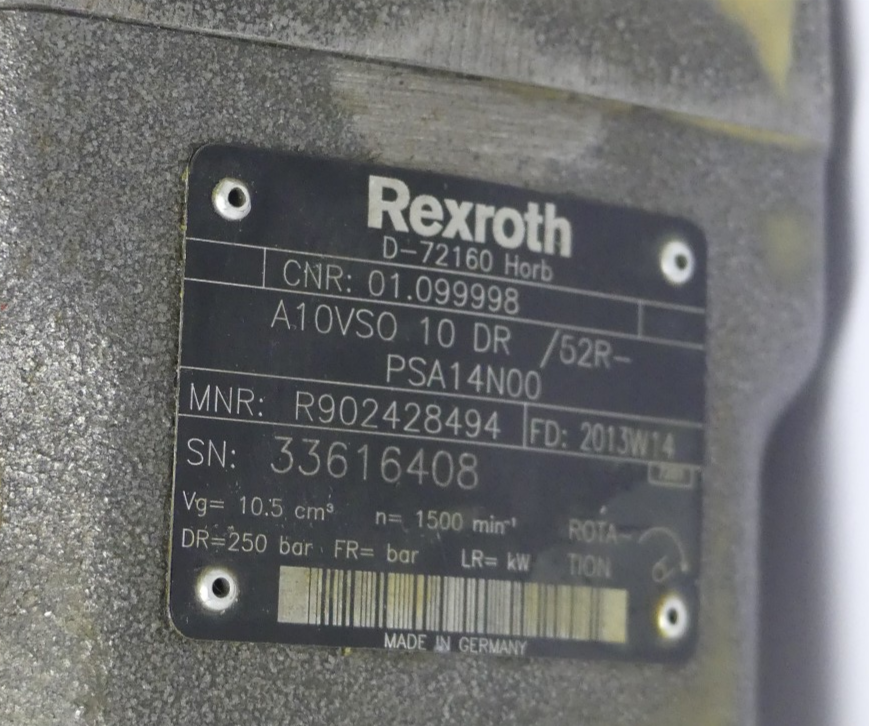 Rexroth
D-72160 Horb
CNR: 01.099998
A10VSO 10 DR /52R-
PSA14N00
MNR: R902428494 FD: 2013W14
SN: 33616408
Vg= 10.5 cm³ n= 1500 min⁻¹ ROTA-
DR=250 bar FR= bar LR= kW TION
MADE IN GERMANY